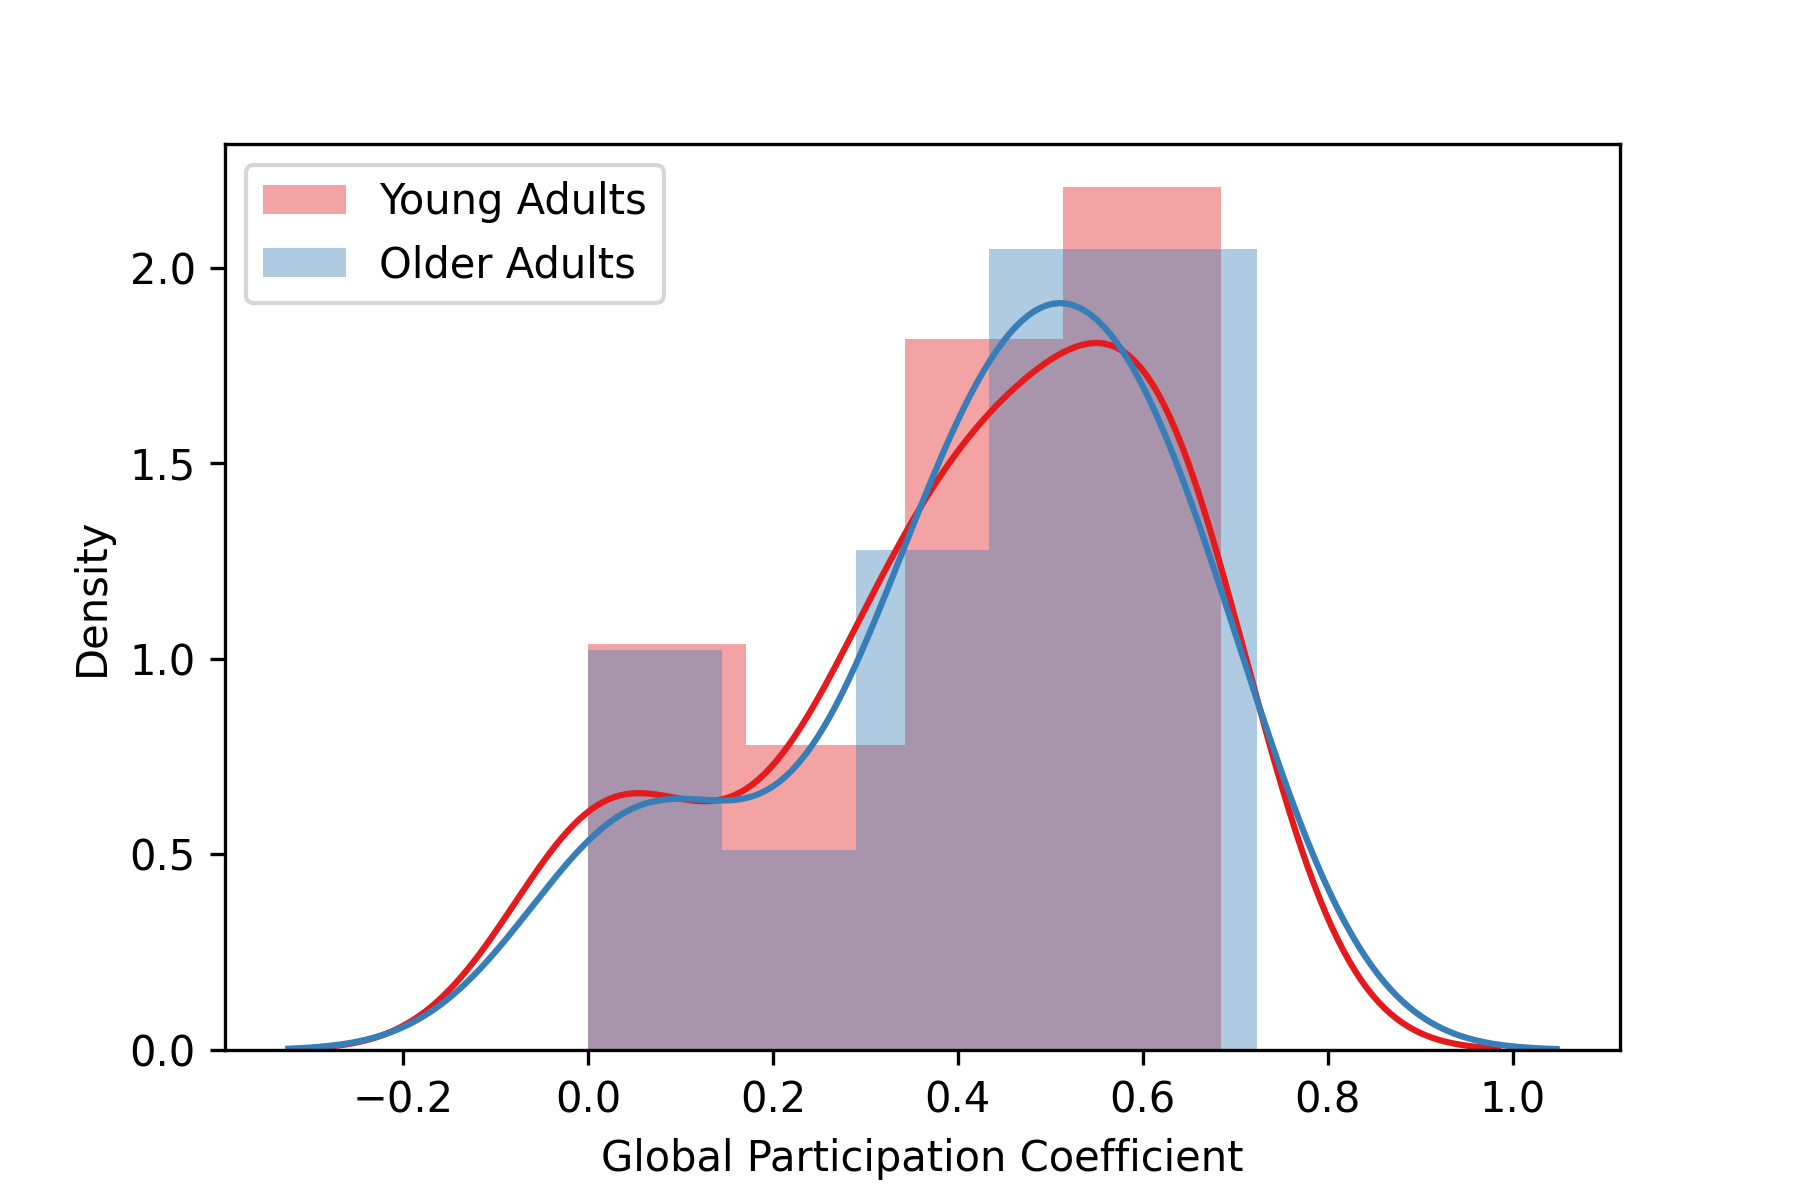 Young Adults
Older Adults
2.0
1.5
1.0
0.5
0.0
Density
−0.2 0.0 0.2 0.4 0.6 0.8 1.0
Global Participation Coefficient